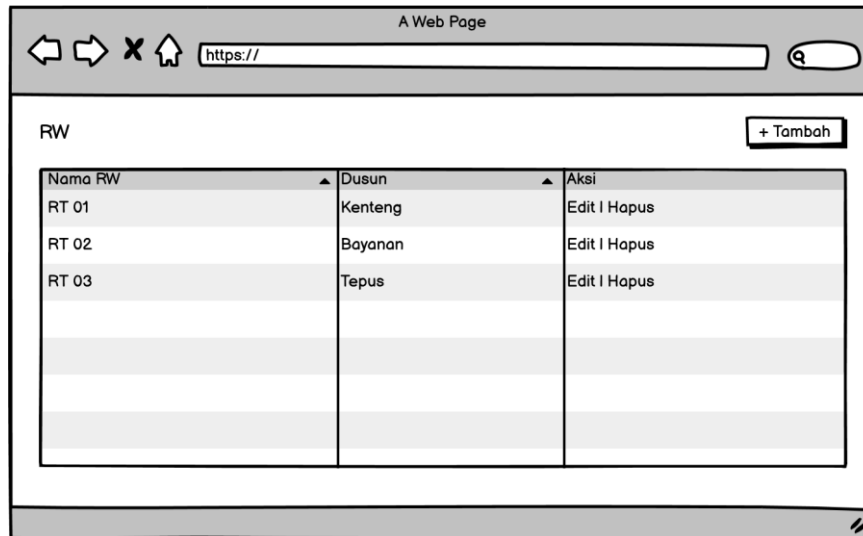 A Web Page
https://
RW
+ Tambah
Nama RW Dusun Aksi
RT 01 Kenteng Edit | Hapus
RT 02 Bayanan Edit | Hapus
RT 03 Tepus Edit | Hapus